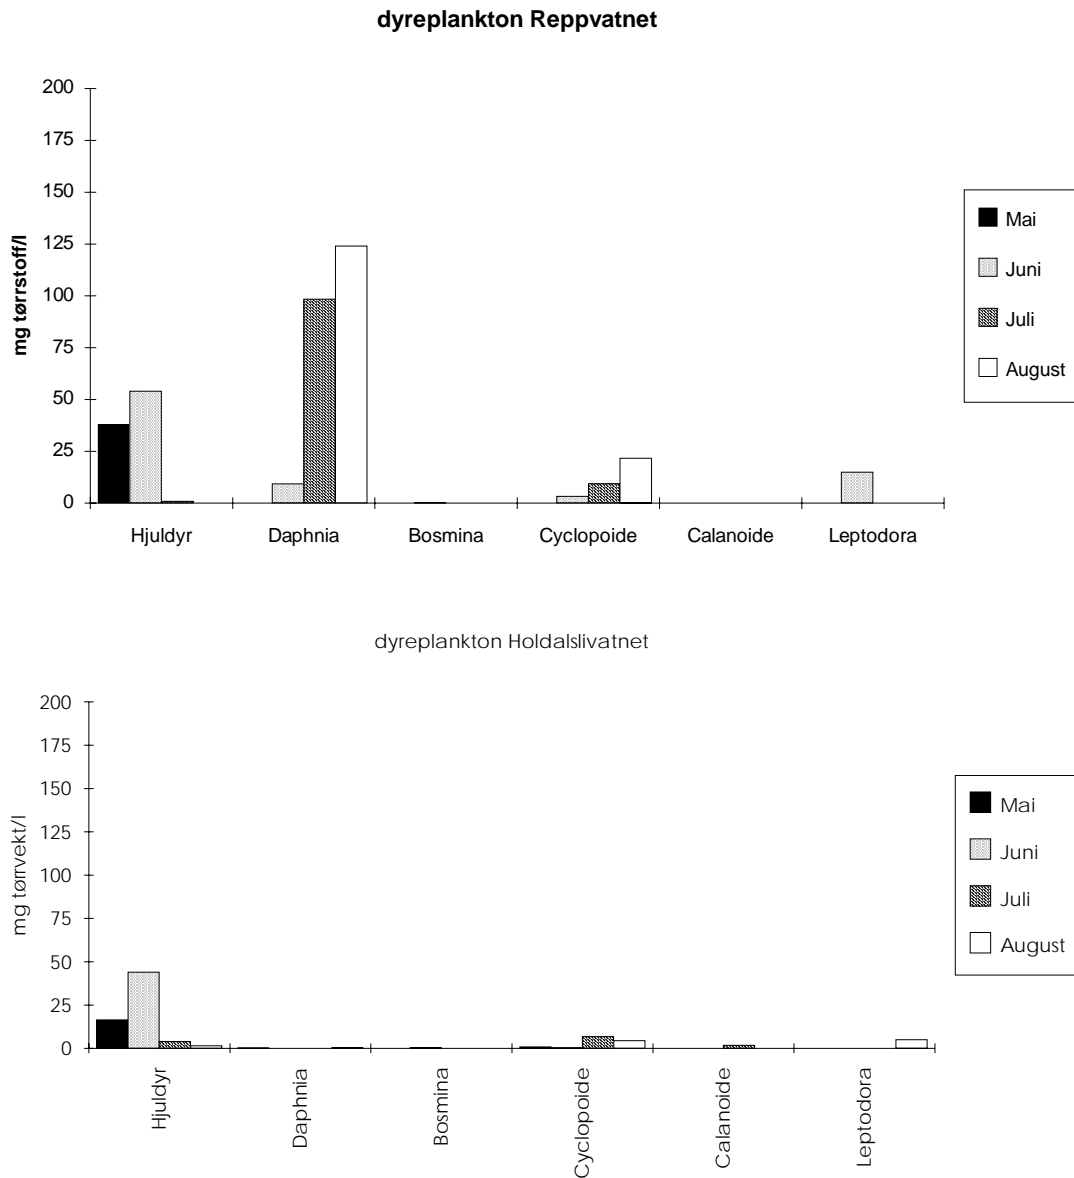 dyreplankton Reppvatnet
200
175
150
125
100
75
50
25
0
mg tørrstoff/l
Hjuldyr Daphnia Bosmina Cyclopoide Calanoide Leptodora
Mai
Juni
Juli
August
dyreplankton Holdalslivatnet
200
175
150
125
100
75
50
25
0
mg tørrvekt/l
Hjuldyr
Daphnia
Bosmina
Cyclopoide
Calanoide
Leptodora
Mai
Juni
Juli
August